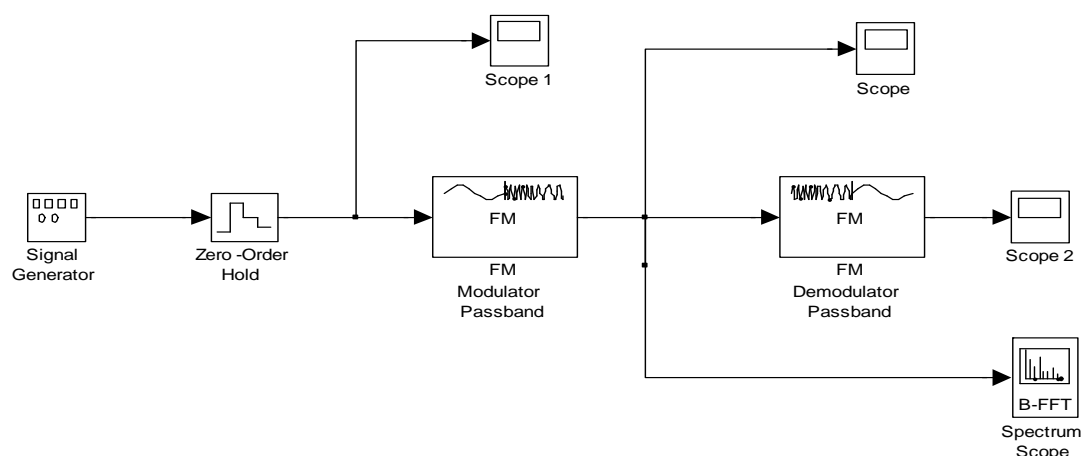 Scope 1
Scope
Signal
Generator
Zero -Order
Hold
FM
FM
Modulator
Passband
FM
FM
Demodulator
Passband
Scope 2
B-FFT
Spectrum
Scope